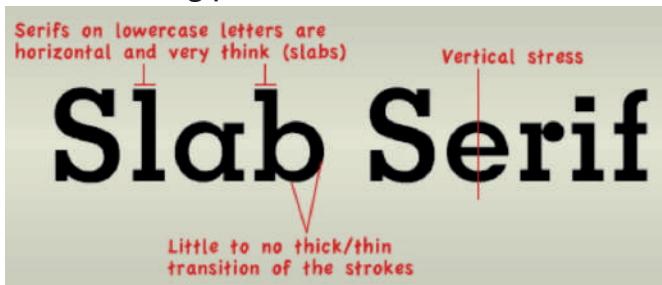 Serifs on lowercase letters are
horizontal and very think (slabs)
Vertical stress
Slab Serif
Little to no thick/thin
transition of the strokes